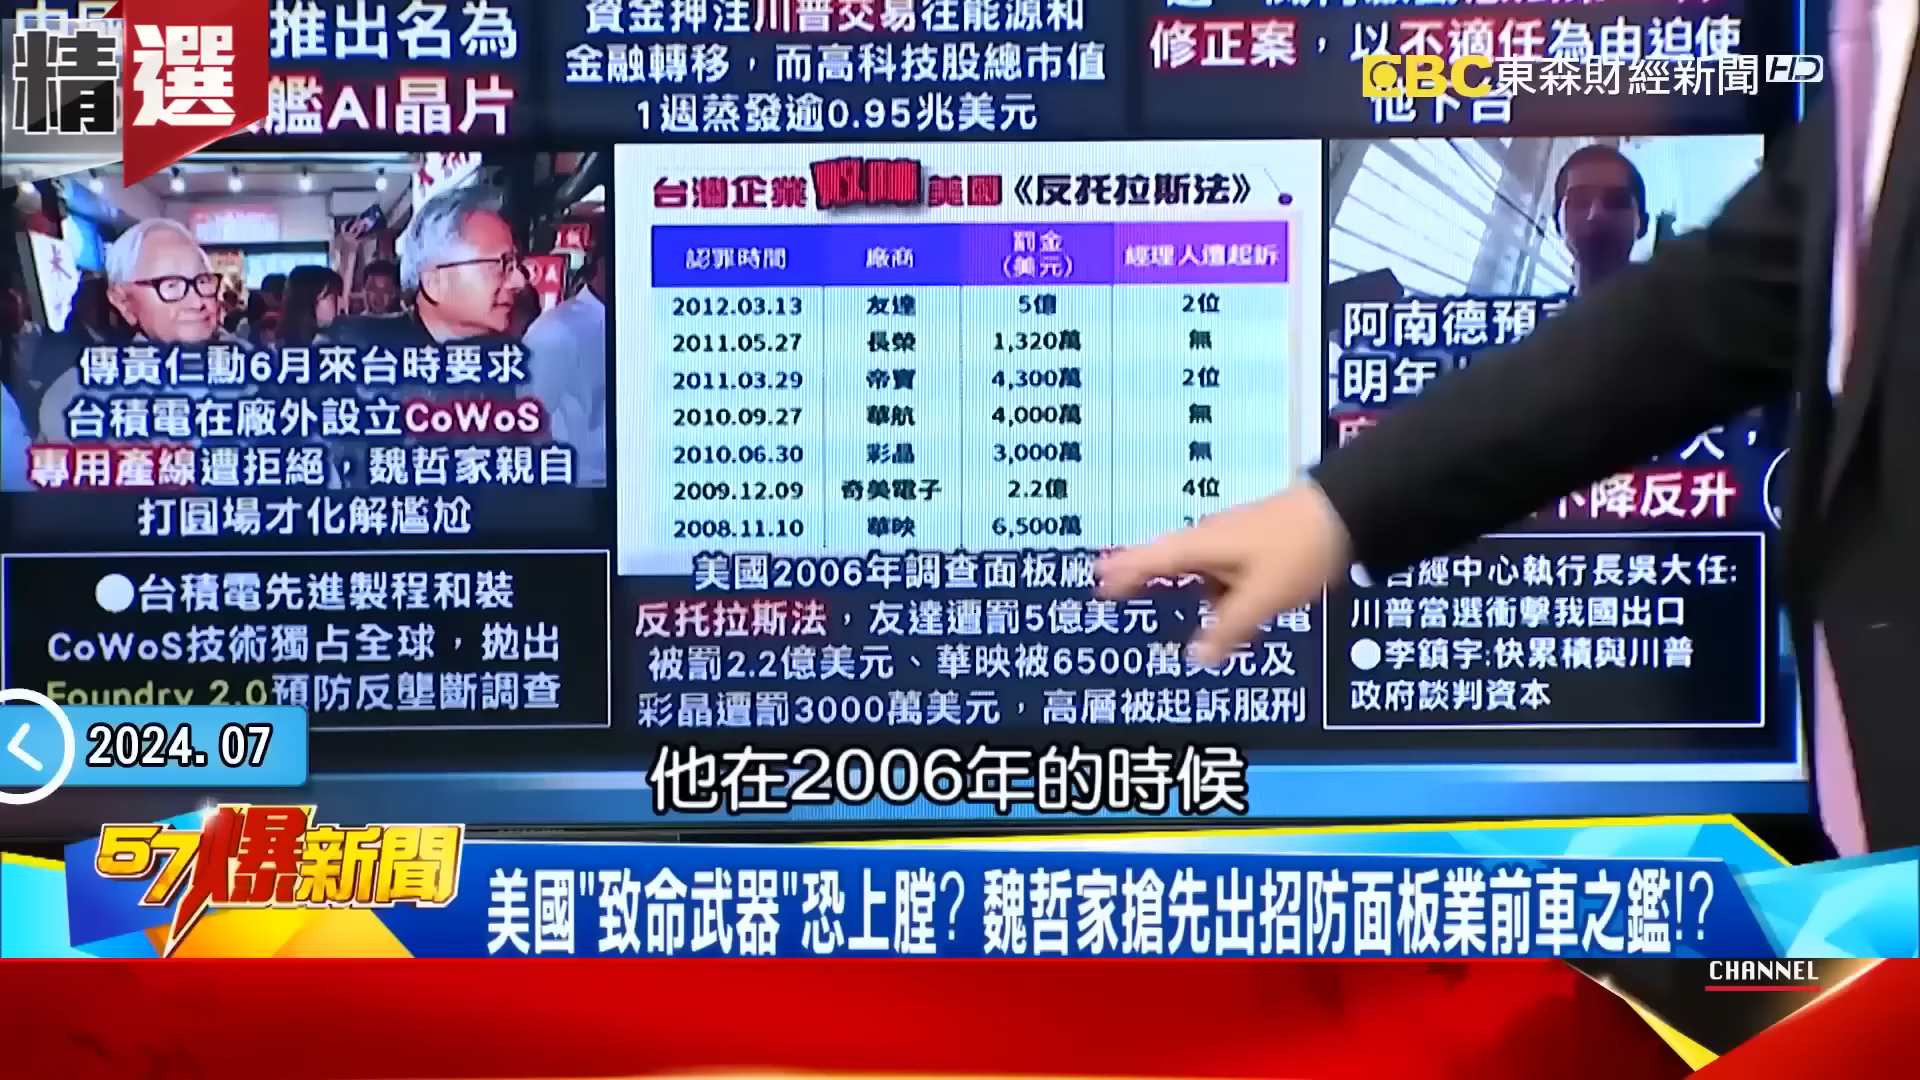 精選
推出名為
艦AI晶片
資金押注川普交易往能源和
金融轉移，而高科技股總市值
1週蒸發逾0.95兆美元
修正案，以不適任為由迫使
他下台
EBC東森財經新聞HD
傳黃仁勳6月來台時要求
台積電在廠外設立CoWoS
專用產線遭拒絕，魏哲家親自
打圓場才化解尷尬
●台積電先進製程和裝
CoWoS技術獨占全球，拋出
Foundry 2.0預防反壟斷調查
台灣企業 美國《反托拉斯法》。
認罪時間 廠商 罰金(美元) 經理人遭起訴
2012.03.13 友達 5億 2位
2011.05.27 長榮 1,320萬 無
2011.03.29 帝寶 4,300萬 2位
2010.09.27 華航 4,000萬 無
2010.06.30 彩晶 3,000萬 無
2009.12.09 奇美電子 2.2億 4位
2008.11.10 華映 6,500萬
美國2006年調查面板廠
反托拉斯法，友達遭罰5億美元、
被罰2.2億美元、華映被6500萬美元及
彩晶遭罰3000萬美元，高層被起訴服刑
阿南德預
明年
不降反升
台經中心執行長吳大任:
川普當選衝擊我國出口
●李鎮宇:快累積與川普
政府談判資本
2024.07
他在2006年的時候
57爆新聞
美國"致命武器"恐上膛? 魏哲家搶先出招防面板業前車之鑑!?
CHANNEL